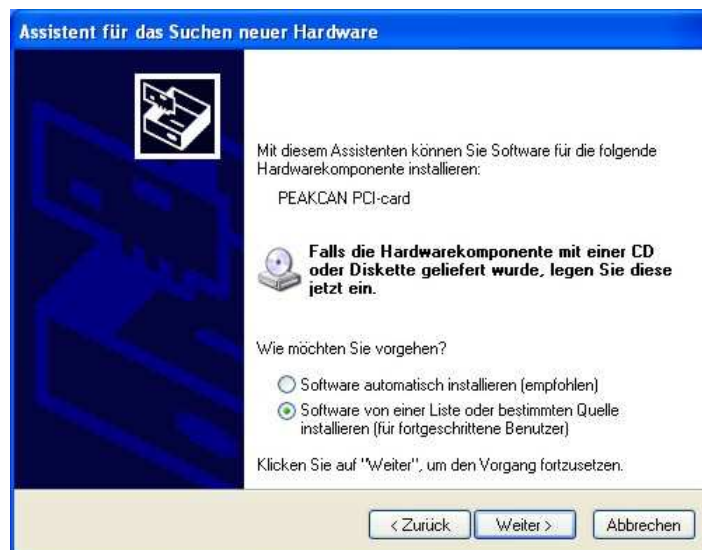 Assistent für das Suchen neuer Hardware
Mit diesem Assistenten können Sie Software für die folgende
Hardwarekomponente installieren:
PEAKCAN PCI-card
Falls die Hardwarekomponente mit einer CD
oder Diskette geliefert wurde, legen Sie diese
jetzt ein.
Wie möchten Sie vorgehen?
Software automatisch installieren (empfohlen)
Software von einer Liste oder bestimmten Quelle
installieren (für fortgeschrittene Benutzer)
Klicken Sie auf "Weiter", um den Vorgang fortzusetzen.
< Zurück Weiter > Abbrechen